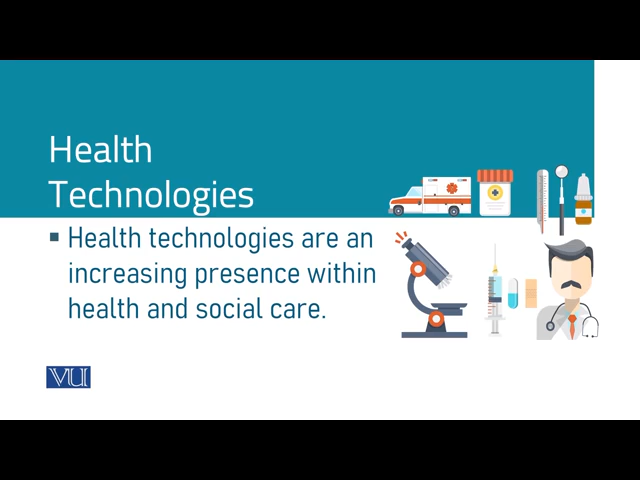 Health
Technologies
▪ Health technologies are an
increasing presence within
health and social care.
VU